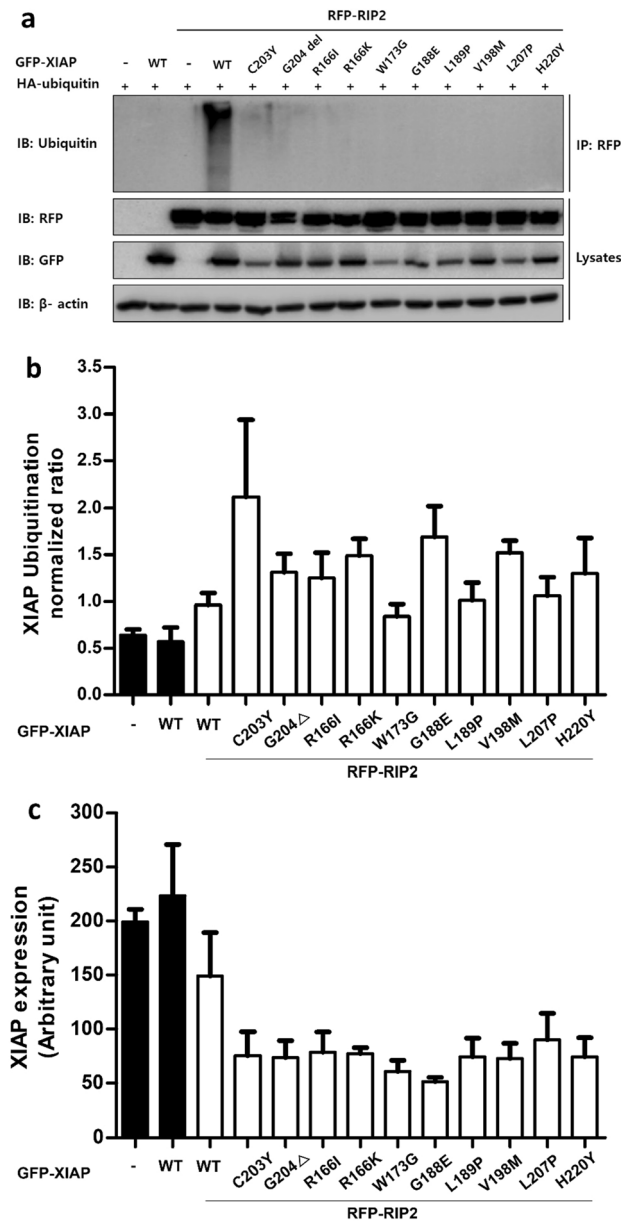 a
RFP-RIP2
GFP-XIAP - WT - WT C203Y G204 del R166I R166K W173G G188E L189P V198M L207P H220Y
HA-ubiquitin + + + + + + + + + + + + + +
IB: Ubiquitin
IP: RFP
IB: RFP
IB: GFP
Lysates
IB: β- actin
b
XIAP Ubiquitination
normalized ratio
3.5
3.0
2.5
2.0
1.5
1.0
0.5
0.0
GFP-XIAP - WT WT C203Y G204△ R166I R166K W173G G188E L189P V198M L207P H220Y
RFP-RIP2
c
XIAP expression
(Arbitrary unit)
300
250
200
150
100
50
0
GFP-XIAP - WT WT C203Y G204△ R166I R166K W173G G188E L189P V198M L207P H220Y
RFP-RIP2